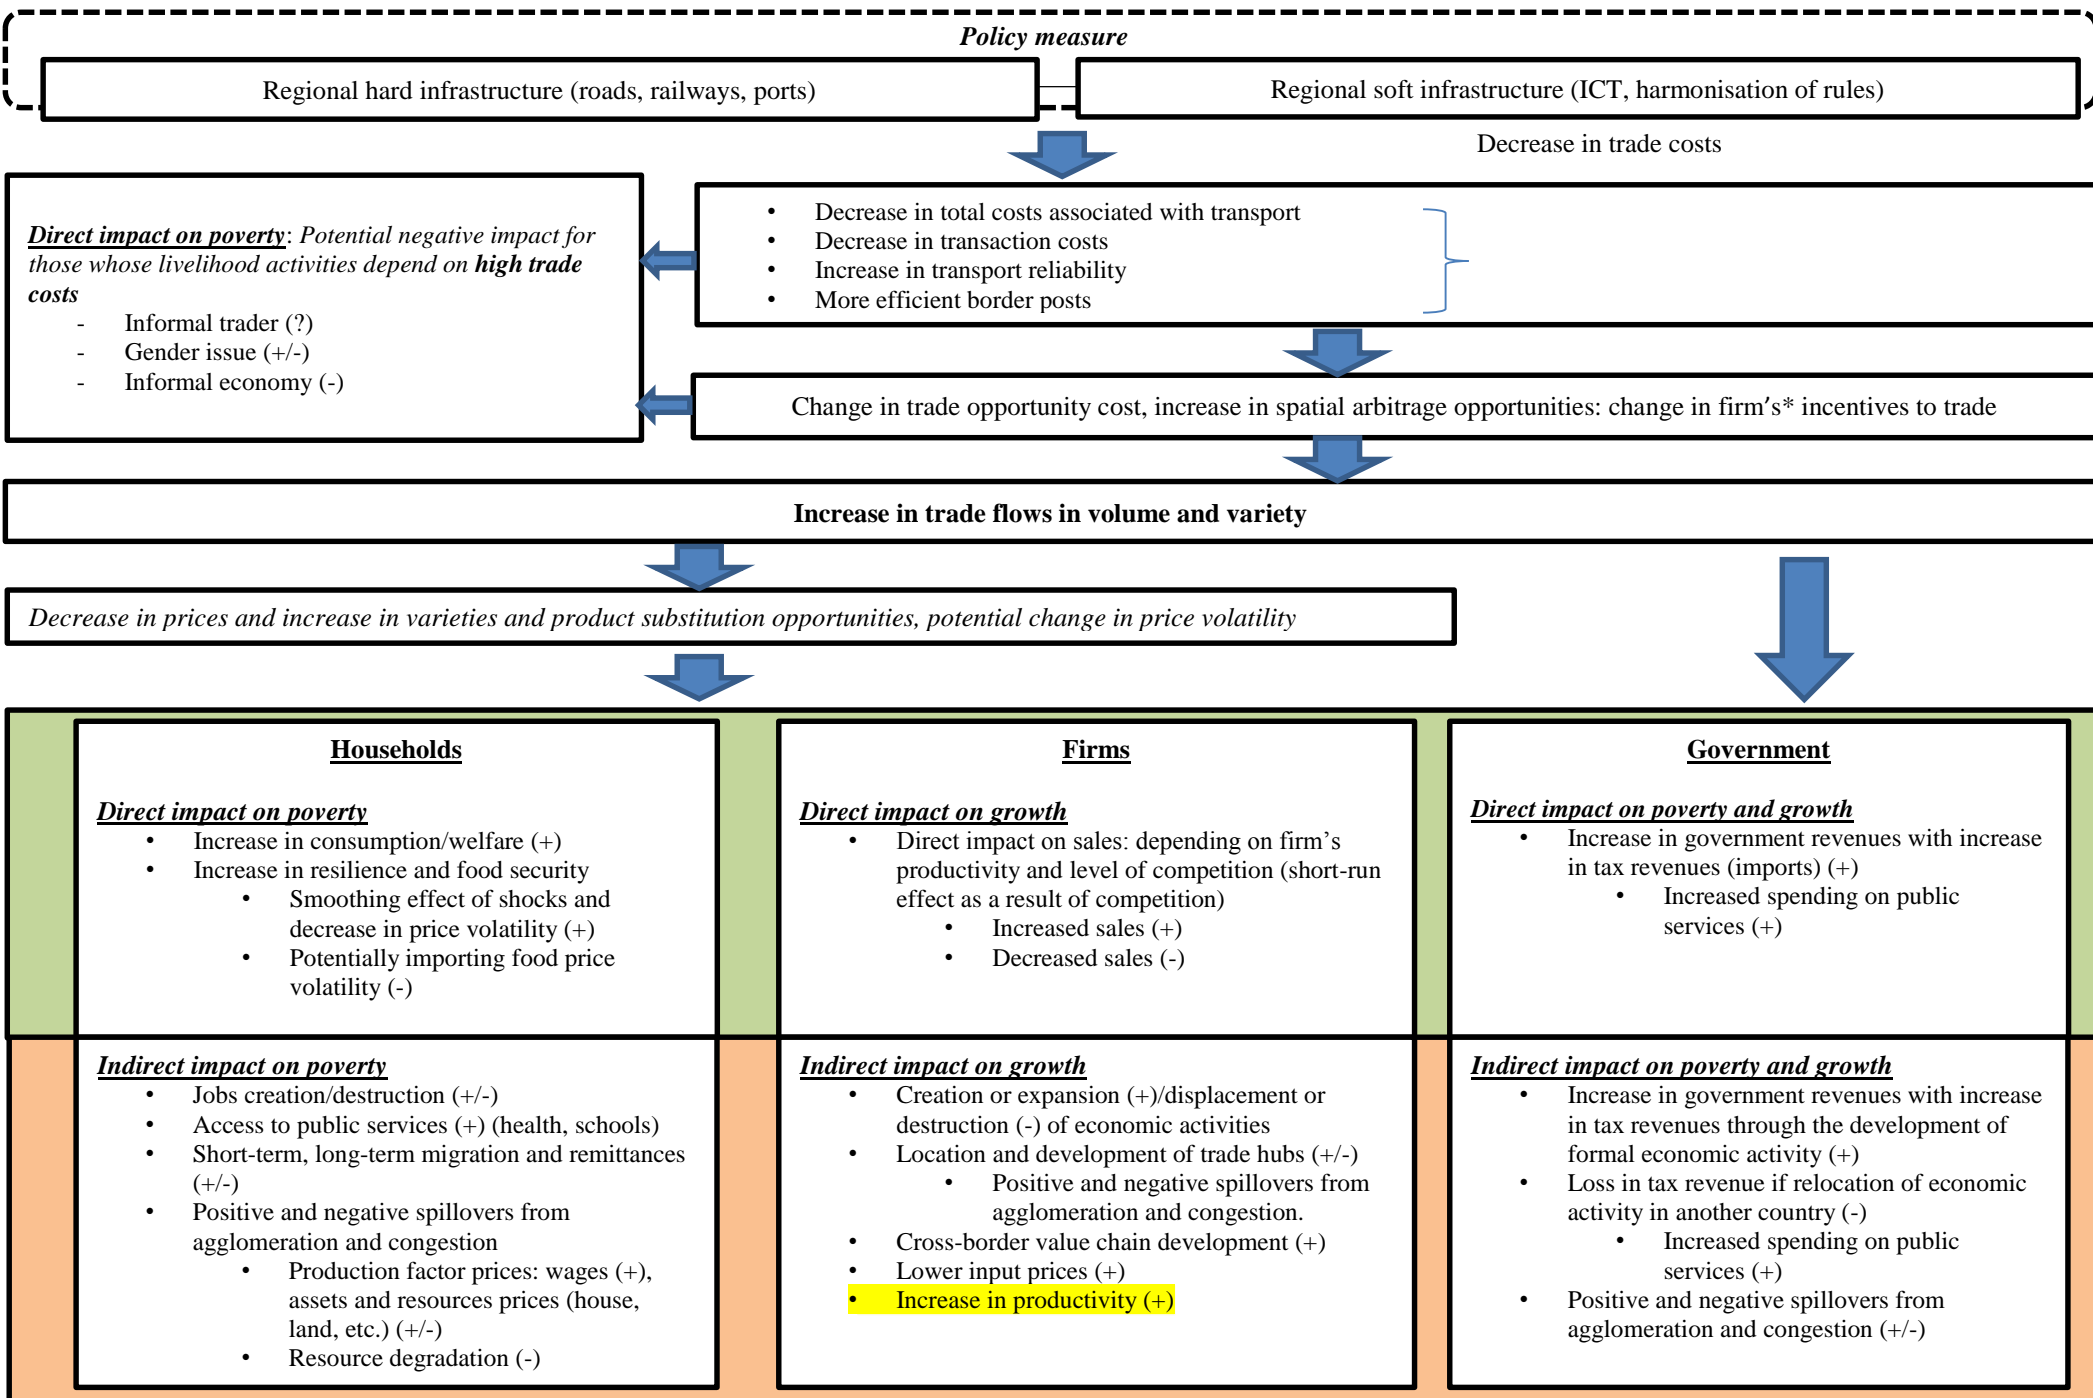 Policy measure
Regional hard infrastructure (roads, railways, ports)
Regional soft infrastructure (ICT, harmonisation of rules)
Decrease in trade costs
• Decrease in total costs associated with transport
• Decrease in transaction costs
• Increase in transport reliability
• More efficient border posts
Direct impact on poverty: Potential negative impact for
those whose livelihood activities depend on high trade
costs
- Informal trader (?)
- Gender issue (+/-)
- Informal economy (-)
Change in trade opportunity cost, increase in spatial arbitrage opportunities: change in firm's* incentives to trade
Increase in trade flows in volume and variety
Decrease in prices and increase in varieties and product substitution opportunities, potential change in price volatility
Households
Direct impact on poverty
• Increase in consumption/welfare (+)
• Increase in resilience and food security
• Smoothing effect of shocks and
decrease in price volatility (+)
• Potentially importing food price
volatility (-)
Indirect impact on poverty
• Jobs creation/destruction (+/-)
• Access to public services (+) (health, schools)
• Short-term, long-term migration and remittances
(+/-)
• Positive and negative spillovers from
agglomeration and congestion
• Production factor prices: wages (+),
assets and resources prices (house,
land, etc.) (+/-)
• Resource degradation (-)
Firms
Direct impact on growth
• Direct impact on sales: depending on firm's
productivity and level of competition (short-run
effect as a result of competition)
• Increased sales (+)
• Decreased sales (-)
Indirect impact on growth
• Creation or expansion (+)/displacement or
destruction (-) of economic activities
• Location and development of trade hubs (+/-)
• Positive and negative spillovers from
agglomeration and congestion.
• Cross-border value chain development (+)
• Lower input prices (+)
• Increase in productivity (+)
Government
Direct impact on poverty and growth
• Increase in government revenues with increase
in tax revenues (imports) (+)
• Increased spending on public
services (+)
Indirect impact on poverty and growth
• Increase in government revenues with increase
in tax revenues through the development of
formal economic activity (+)
• Loss in tax revenue if relocation of economic
activity in another country (-)
• Increased spending on public
services (+)
• Positive and negative spillovers from
agglomeration and congestion (+/-)